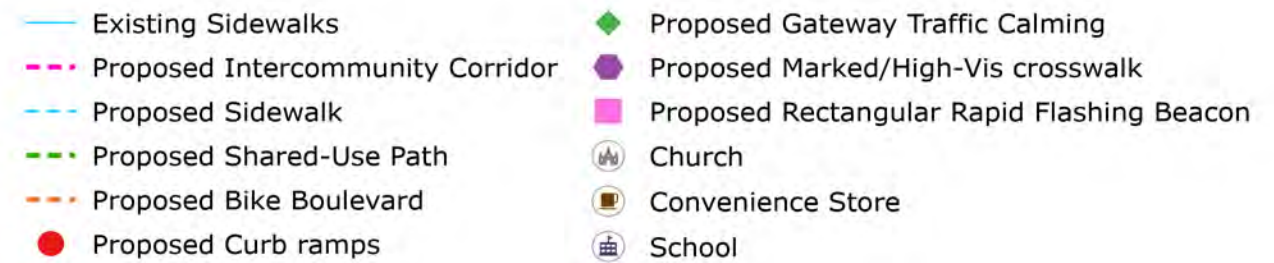 Existing Sidewalks
Proposed Intercommunity Corridor
Proposed Sidewalk
Proposed Shared-Use Path
Proposed Bike Boulevard
Proposed Curb ramps
Proposed Gateway Traffic Calming
Proposed Marked/High-Vis crosswalk
Proposed Rectangular Rapid Flashing Beacon
Church
Convenience Store
School